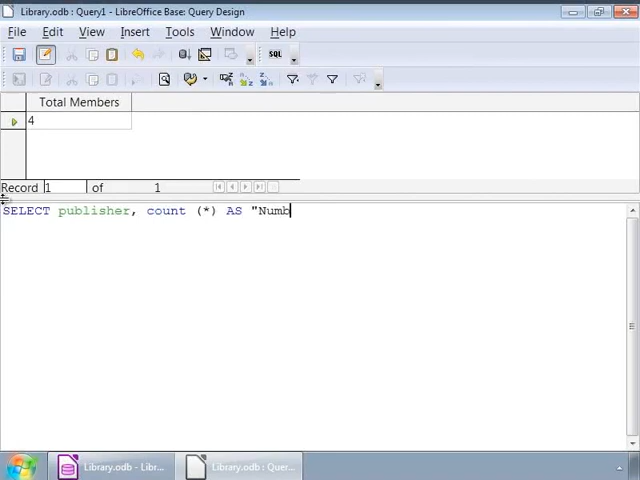 Library.odb : Query1 - LibreOffice Base: Query Design
File Edit View Insert Tools Window Help
SQL
Total Members
4
Record 1 of 1
SELECT publisher, count (*) AS "Numb
Library.odb - Libr...
Library.odb : Quer...